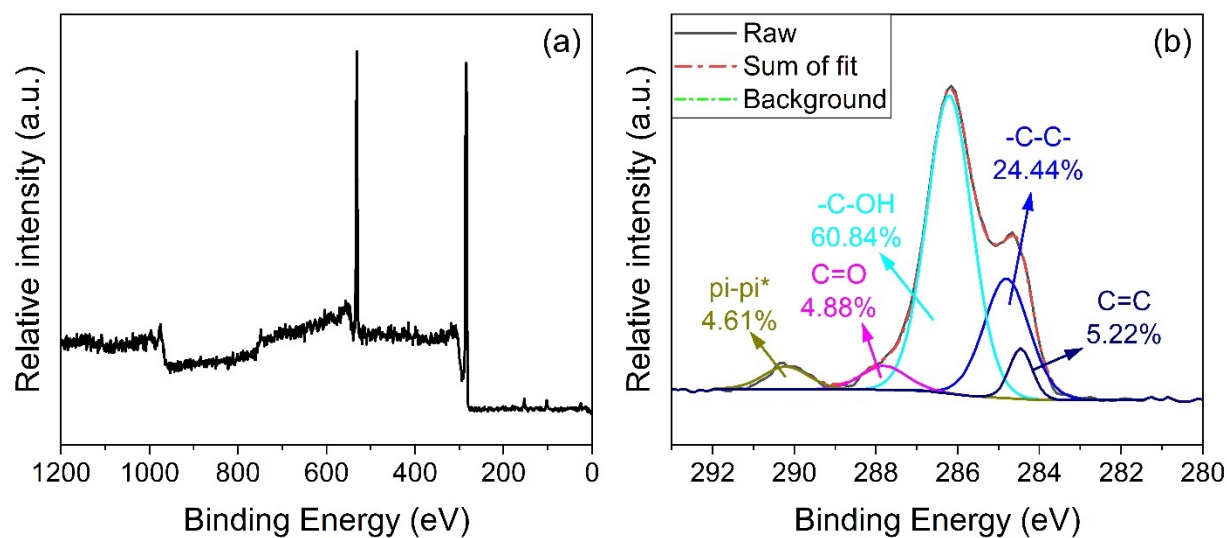 (a)
Relative intensity (a.u.)
1200 1000 800 600 400 200 0
Binding Energy (eV)
(b)
Raw
Sum of fit
Background
-C-C-
24.44%
-C-OH
60.84%
C=O
4.88%
pi-pi*
4.61%
C=C
5.22%
Relative intensity (a.u.)
292 290 288 286 284 282 280
Binding Energy (eV)